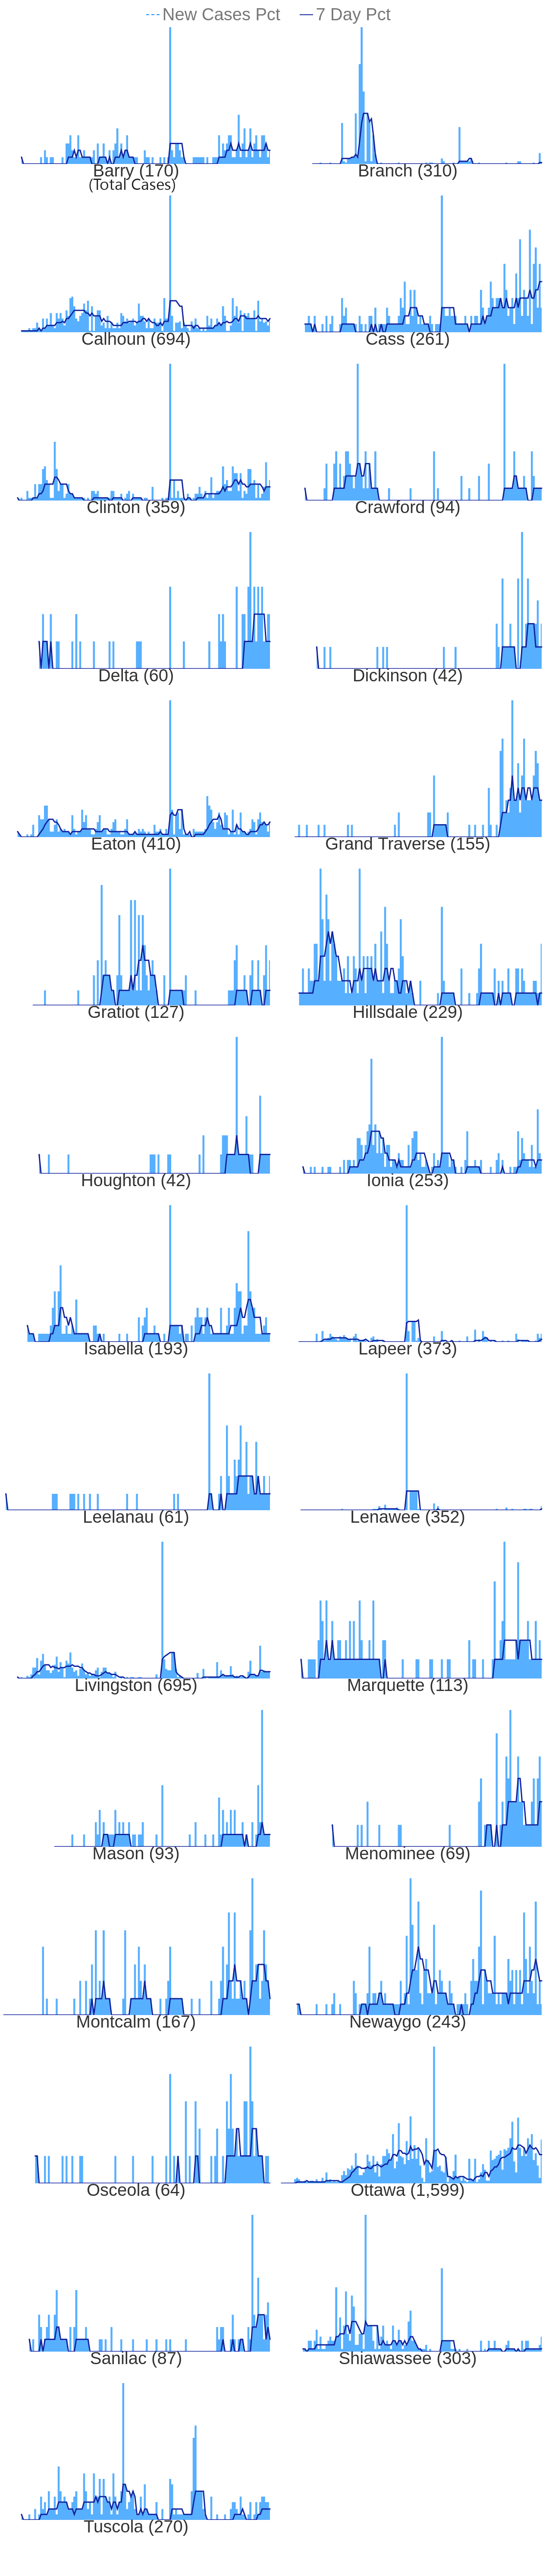 New Cases Pct 7 Day Pct
Barry (170) Branch (310)
(Total Cases)
Calhoun (694) Cass (261)
Clinton (359) Crawford (94)
Delta (60) Dickinson (42)
Eaton (410) Grand Traverse (155)
Gratiot (127) Hillsdale (229)
Houghton (42) Ionia (253)
Isabella (193) Lapeer (373)
Leelanau (61) Lenawee (352)
Livingston (695) Marquette (113)
Mason (93) Menominee (69)
Montcalm (167) Newaygo (243)
Osceola (64) Ottawa (1,599)
Sanilac (87) Shiawassee (303)
Tuscola (270)